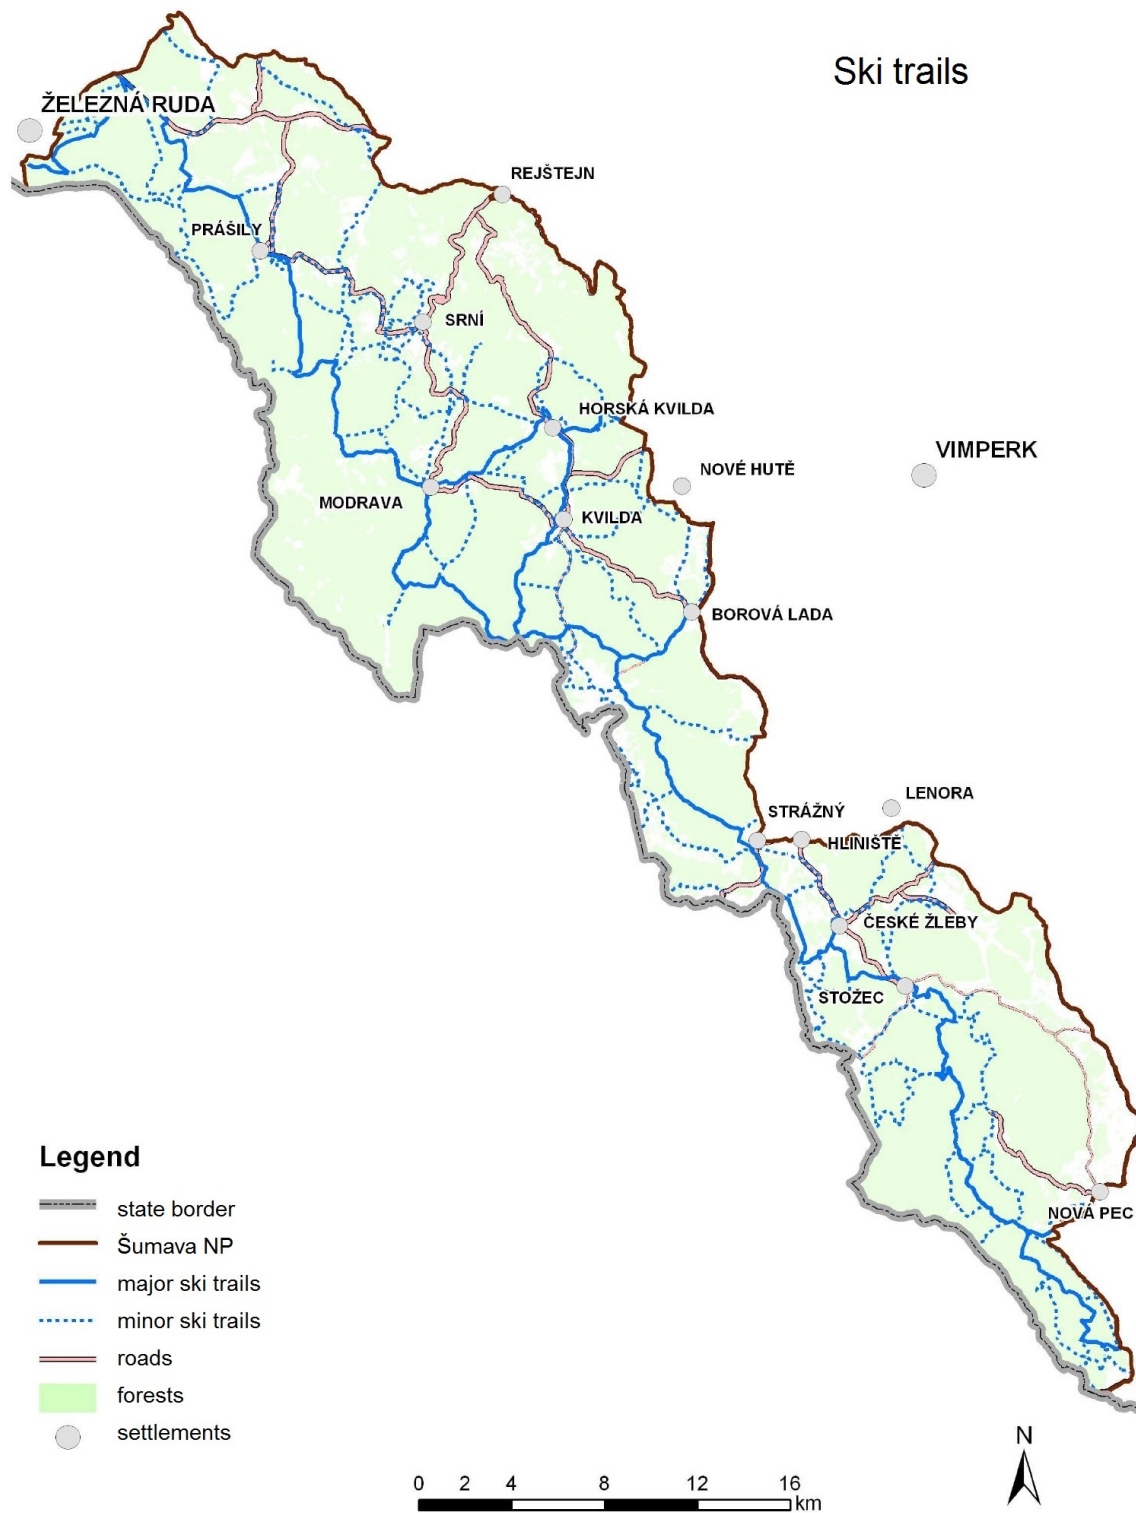 Ski trails
ŽELEZNÁ RUDA
REJŠTEJN
PRÁŠILY
SRNÍ
HORSKÁ KVILDA
VIMPERK
NOVÉ HUTĚ
MODRAVA
KVILDA
BOROVÁ LADA
LENORA
STRÁŽNÝ
HLINIŠTĚ
ČESKÉ ŽLEBY
STOŽEC
NOVÁ PEC
Legend
state border
Šumava NP
major ski trails
minor ski trails
roads
forests
settlements
N
0 2 4 8 12 16
km